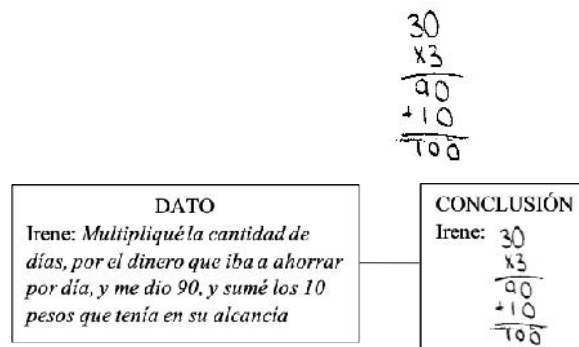 30
x3
90
+10
100
DATO
Irene: Multipliqué la cantidad de
días, por el dinero que iba a ahorrar
por día, y me dio 90, y sumé los 10
pesos que tenía en su alcancía
CONCLUSIÓN
Irene: 30
x3
90
+10
100